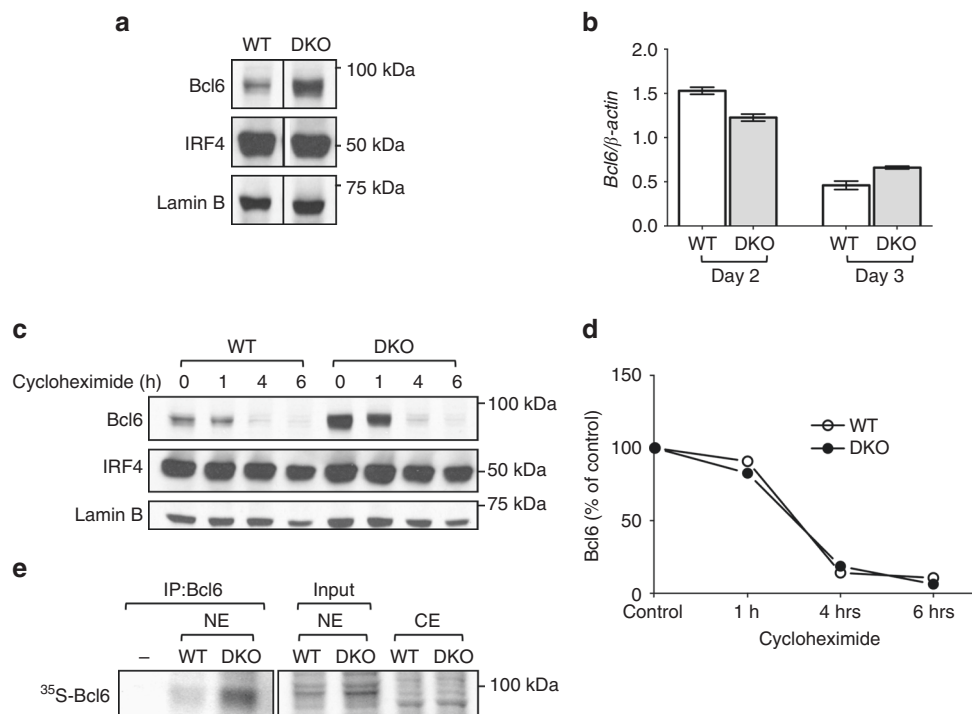 a
WT DKO
Bcl6
100 kDa
IRF4
50 kDa
75 kDa
Lamin B
b
Bcl6/β-actin
2.0
1.5
1.0
0.5
0.0
WT DKO WT DKO
Day 2 Day 3
c
WT DKO
Cycloheximide (h) 0 1 4 6 0 1 4 6
Bcl6
100 kDa
IRF4
50 kDa
75 kDa
Lamin B
d
Bcl6 (% of control)
150
100
50
0
WT
DKO
Control 1 h 4 hrs 6 hrs
Cycloheximide
e
IP:Bcl6 Input
NE NE CE
– WT DKO WT DKO WT DKO
³⁵S-Bcl6
100 kDa